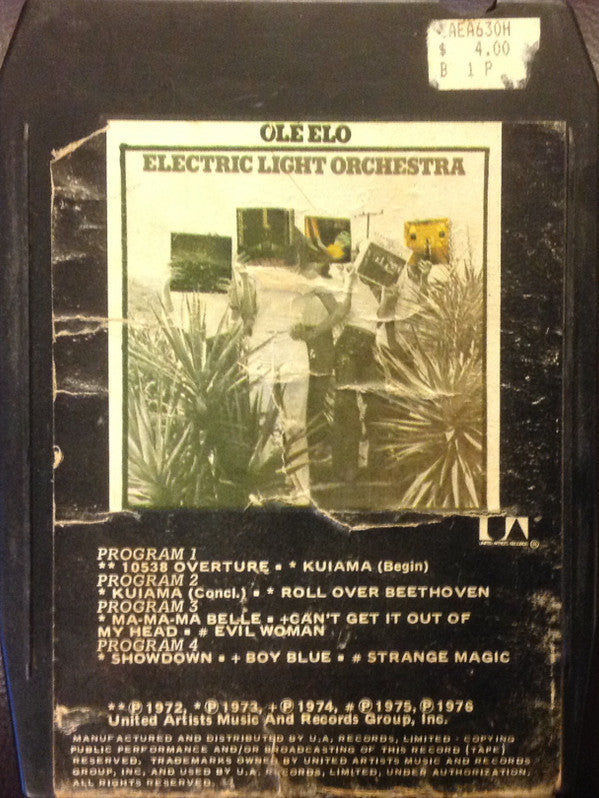 AEA630H
$ 4.00
B 1 P
OLÉ ELO
ELECTRIC LIGHT ORCHESTRA
UA
UNITED ARTISTS RECORDS ®
PROGRAM 1
** 10538 OVERTURE ▪ * KUIAMA (Begin)
PROGRAM 2
* KUIAMA (Concl.) ▪ * ROLL OVER BEETHOVEN
PROGRAM 3
* MA-MA-MA BELLE ▪ +CAN'T GET IT OUT OF
MY HEAD ▪ # EVIL WOMAN
PROGRAM 4
* SHOWDOWN ▪ + BOY BLUE ▪ # STRANGE MAGIC
**℗1972, *℗1973, +℗1974, #℗1975, ℗1976
United Artists Music And Records Group, Inc.
MANUFACTURED AND DISTRIBUTED BY U.A. RECORDS, LIMITED · COPYING
PUBLIC PERFORMANCE AND/OR BROADCASTING OF THIS RECORD (TAPE)
RESERVED. TRADEMARKS OWNED BY UNITED ARTISTS MUSIC AND RECORDS
GROUP, INC. AND USED BY U.A. RECORDS, LIMITED, UNDER AUTHORIZATION.
ALL RIGHTS RESERVED.